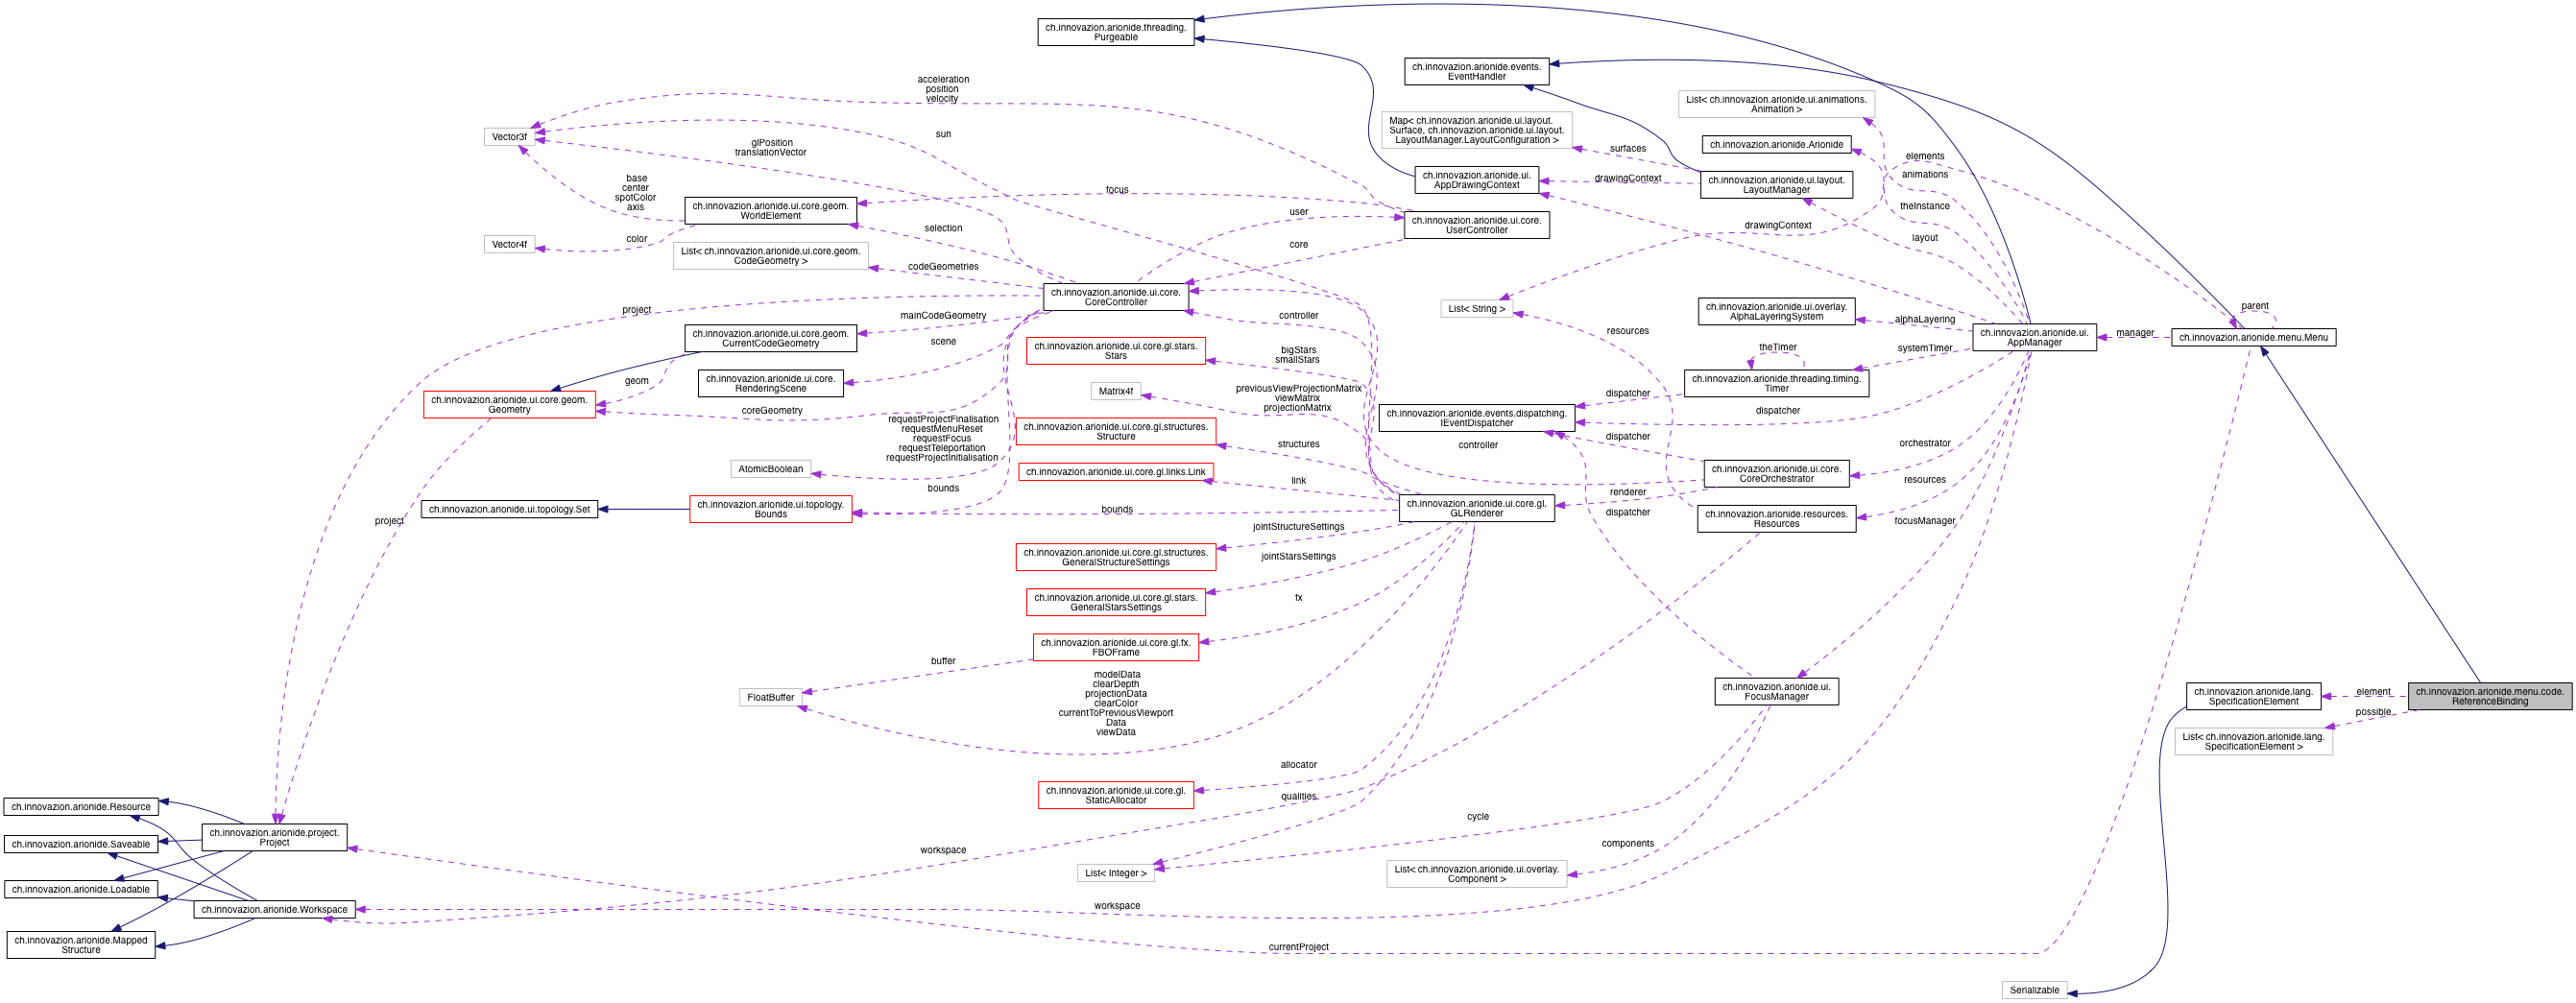 ch.innovazion.arionide.threading.
Purgeable
ch.innovazion.arionide.events.
EventHandler
acceleration
position
velocity
List< ch.innovazion.arionide.ui.animations.
Animation >
Map< ch.innovazion.arionide.ui.layout.
Surface, ch.innovazion.arionide.ui.layout.
LayoutManager.LayoutConfiguration >
Vector3f
sun
glPosition
translationVector
ch.innovazion.arionide.Arionide
surfaces
elements
animations
base
center
spotColor
axis
focus
ch.innovazion.arionide.ui.
AppDrawingContext
drawingContext
ch.innovazion.arionide.ui.layout.
LayoutManager
ch.innovazion.arionide.ui.core.geom.
WorldElement
user
ch.innovazion.arionide.ui.core.
UserController
theInstance
drawingContext
layout
Vector4f
color
selection
core
List< ch.innovazion.arionide.ui.core.geom.
CodeGeometry >
codeGeometries
ch.innovazion.arionide.ui.core.
CoreController
List< String >
ch.innovazion.arionide.ui.overlay.
AlphaLayeringSystem
alphaLayering
parent
project
mainCodeGeometry
controller
resources
ch.innovazion.arionide.ui.core.geom.
CurrentCodeGeometry
scene
ch.innovazion.arionide.ui.core.gl.stars.
Stars
bigStars
smallStars
theTimer
systemTimer
ch.innovazion.arionide.ui.
AppManager
manager
ch.innovazion.arionide.menu.Menu
geom
ch.innovazion.arionide.ui.core.
RenderingScene
Matrix4f
previousViewProjectionMatrix
viewMatrix
projectionMatrix
ch.innovazion.arionide.threading.timing.
Timer
dispatcher
ch.innovazion.arionide.ui.core.geom.
Geometry
coreGeometry
ch.innovazion.arionide.events.dispatching.
IEventDispatcher
dispatcher
requestProjectFinalisation
requestMenuReset
requestFocus
requestTeleportation
requestProjectInitialisation
ch.innovazion.arionide.ui.core.gl.structures.
Structure
structures
controller
dispatcher
orchestrator
AtomicBoolean
ch.innovazion.arionide.ui.core.gl.links.Link
link
ch.innovazion.arionide.ui.core.
CoreOrchestrator
resources
bounds
renderer
ch.innovazion.arionide.ui.topology.Set
ch.innovazion.arionide.ui.topology.
Bounds
bounds
ch.innovazion.arionide.ui.core.gl.
GLRenderer
dispatcher
ch.innovazion.arionide.resources.
Resources
focusManager
project
jointStructureSettings
ch.innovazion.arionide.ui.core.gl.structures.
GeneralStructureSettings
jointStarsSettings
ch.innovazion.arionide.ui.core.gl.stars.
GeneralStarsSettings
fx
ch.innovazion.arionide.ui.core.gl.fx.
FBOFrame
buffer
FloatBuffer
modelData
clearDepth
projectionData
clearColor
currentToPreviousViewport
Data
viewData
ch.innovazion.arionide.ui.
FocusManager
ch.innovazion.arionide.lang.
SpecificationElement
element
ch.innovazion.arionide.menu.code.
ReferenceBinding
possible
List< ch.innovazion.arionide.lang.
SpecificationElement >
allocator
ch.innovazion.arionide.ui.core.gl.
StaticAllocator
qualities
ch.innovazion.arionide.Resource
cycle
ch.innovazion.arionide.project.
Project
ch.innovazion.arionide.Saveable
workspace
components
List< Integer >
List< ch.innovazion.arionide.ui.overlay.
Component >
ch.innovazion.arionide.Loadable
ch.innovazion.arionide.Workspace
workspace
ch.innovazion.arionide.Mapped
Structure
currentProject
Serializable